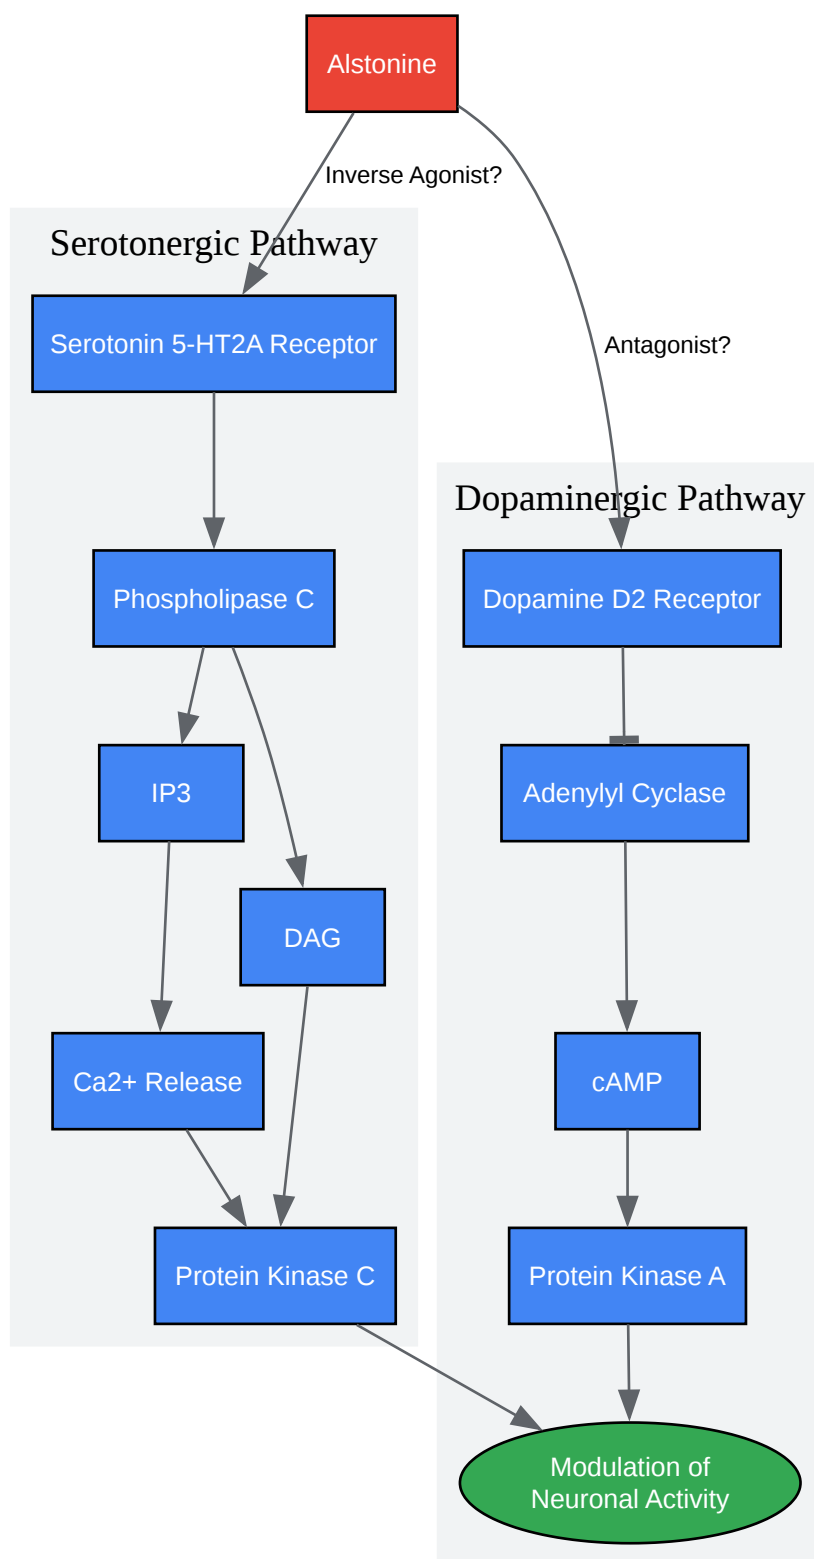 Alstonine
Inverse Agonist?
Serotonergic Pathway
Serotonin 5-HT2A Receptor
Antagonist?
Dopaminergic Pathway
Phospholipase C
Dopamine D2 Receptor
IP3
Adenylyl Cyclase
DAG
Ca2+ Release
cAMP
Protein Kinase C
Protein Kinase A
Modulation of
Neuronal Activity